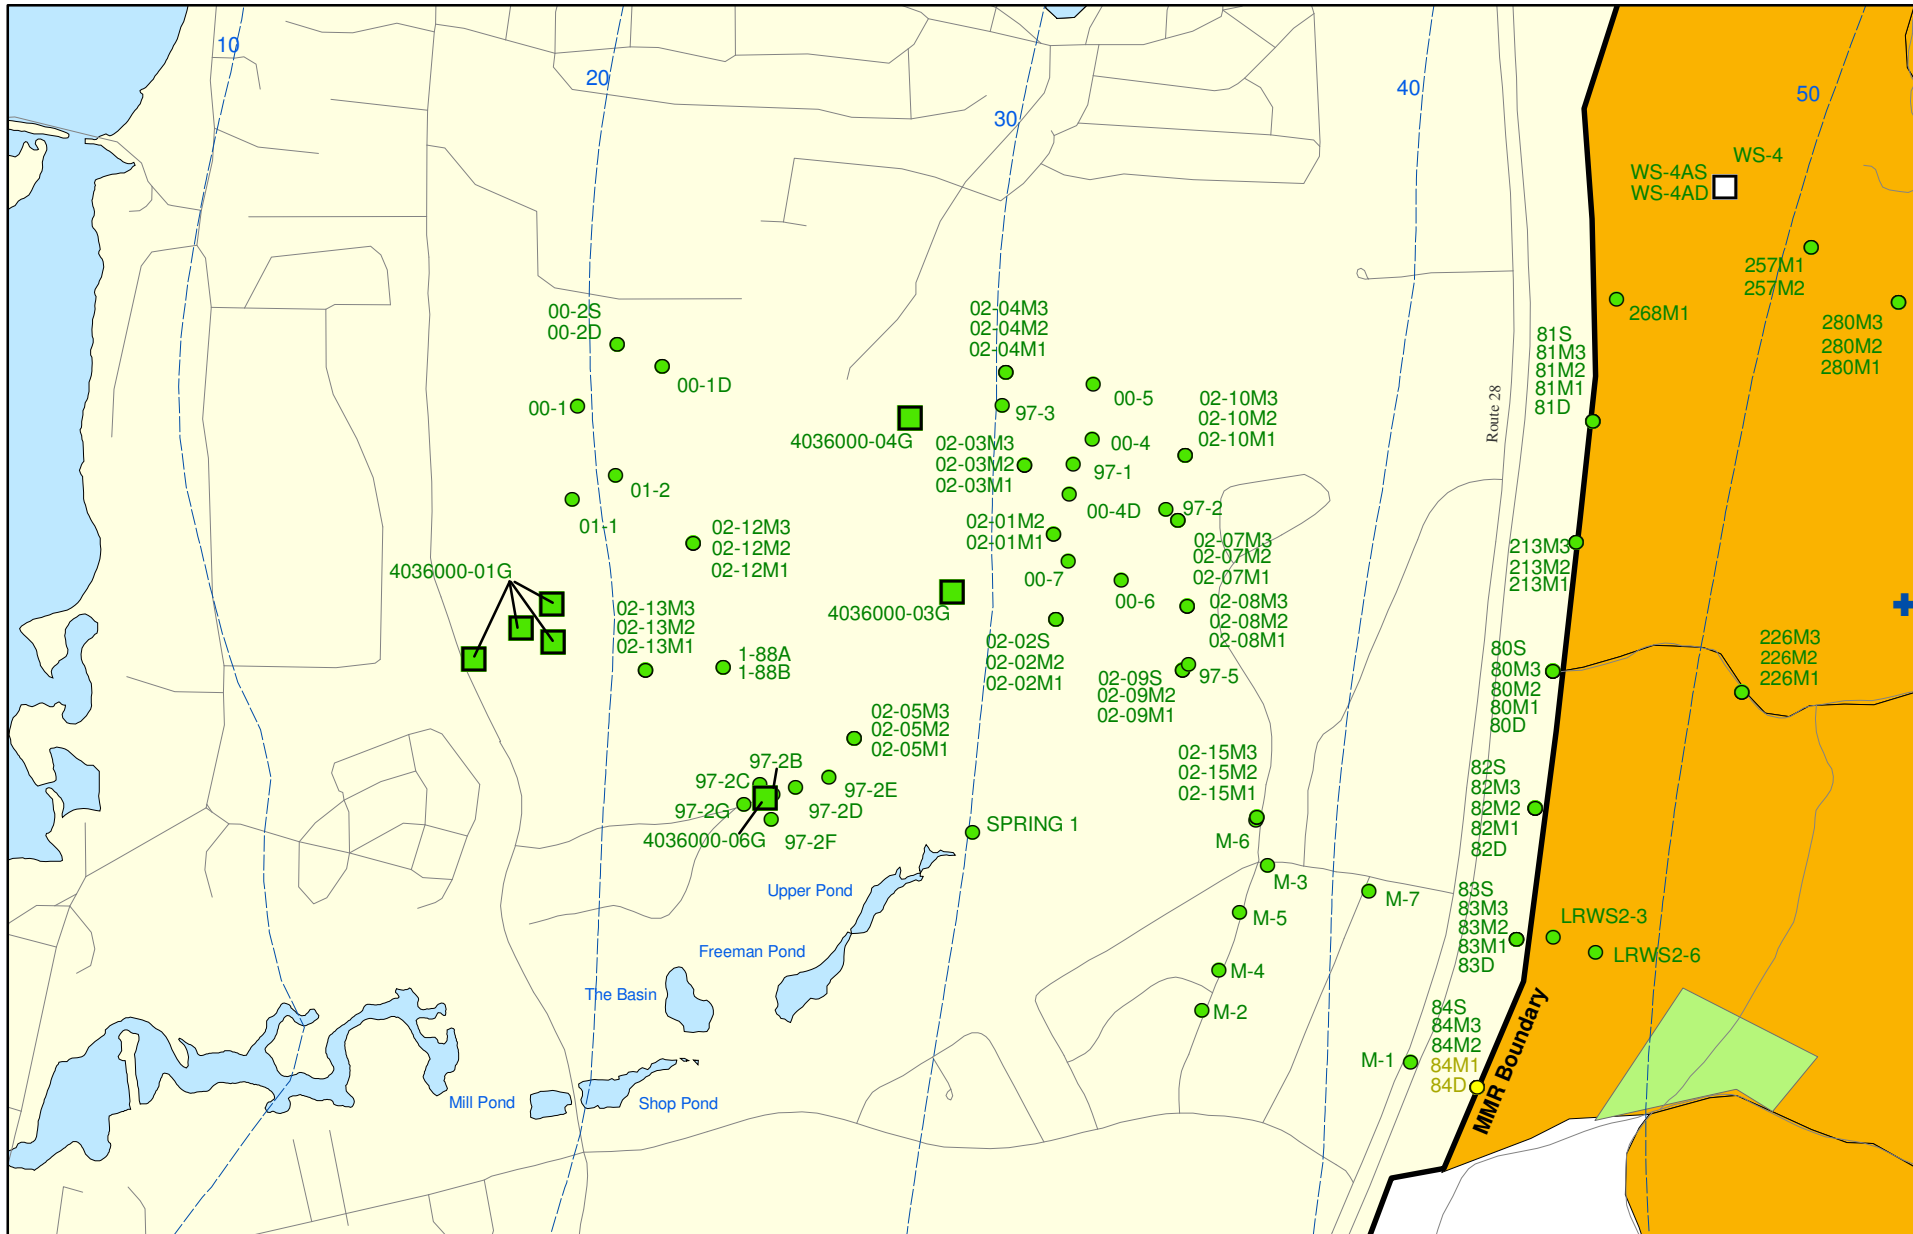 10
20
30
40
50
WS-4
WS-4AS
WS-4AD
257M1
257M2
268M1
280M3
280M2
280M1
00-2S
00-2D
00-1D
00-1
02-04M3
02-04M2
02-04M1
97-3
00-5
02-10M3
02-10M2
02-10M1
Route 28
81S
81M3
81M2
81M1
81D
4036000-04G
02-03M3
02-03M2
02-03M1
00-4
97-1
01-2
01-1
00-4D
97-2
02-12M3
02-12M2
02-12M1
02-01M2
02-01M1
02-07M3
02-07M2
02-07M1
213M3
213M2
213M1
4036000-01G
00-7
00-6
4036000-03G
02-13M3
02-13M2
02-13M1
02-08M3
02-08M2
02-08M1
1-88A
1-88B
02-02S
02-02M2
02-02M1
02-09S
02-09M2
02-09M1
97-5
80S
80M3
80M2
80M1
80D
226M3
226M2
226M1
02-05M3
02-05M2
02-05M1
97-2B
97-2C
97-2E
97-2G
97-2D
4036000-06G
97-2F
02-15M3
02-15M2
02-15M1
82S
82M3
82M2
82M1
82D
SPRING 1
M-6
M-3
M-7
M-5
Upper Pond
83S
83M3
83M2
83M1
83D
LRWS2-3
LRWS2-6
Freeman Pond
M-4
The Basin
M-2
84S
84M3
84M2
84M1
84D
M-1
MMR Boundary
Mill Pond
Shop Pond